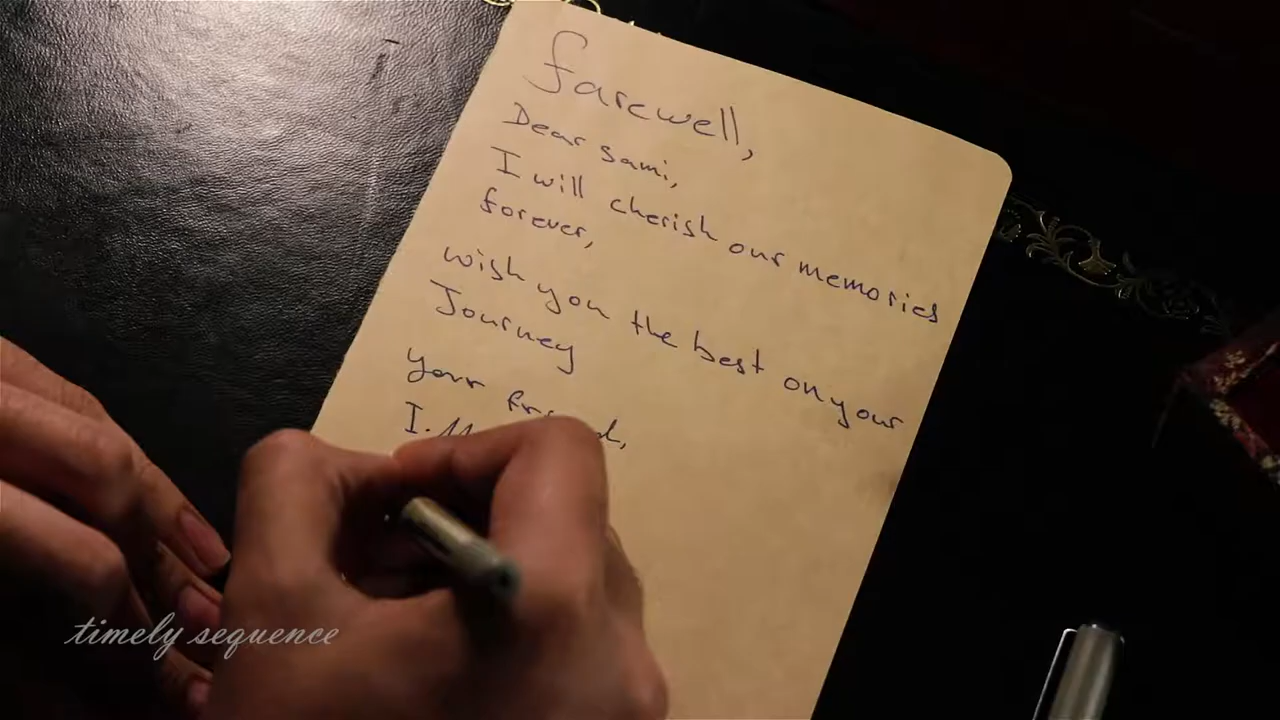 farewell,
Dear Sami,
I will cherish our memories
forever,
wish you the best on your
Journey
your
I.
timely sequence